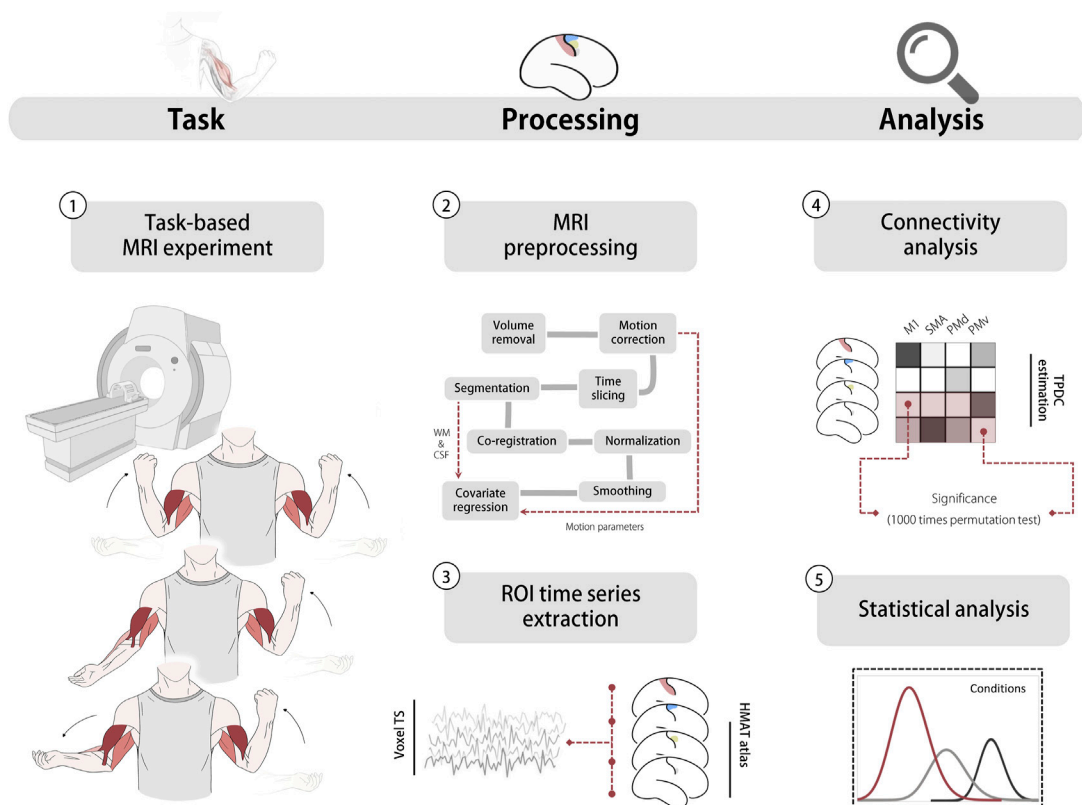 Task
Processing
Analysis
1
Task-based
MRI experiment
2
MRI
preprocessing
Volume
removal
Motion
correction
Segmentation
Time
slicing
WM
&
CSF
Co-registration
Normalization
Covariate
regression
Smoothing
Motion parameters
3
ROI time series
extraction
Voxel TS
HMAT atlas
4
Connectivity
analysis
M1
SMA
PMd
PMv
TPDC
estimation
Significance
(1000 times permutation test)
5
Statistical analysis
Conditions